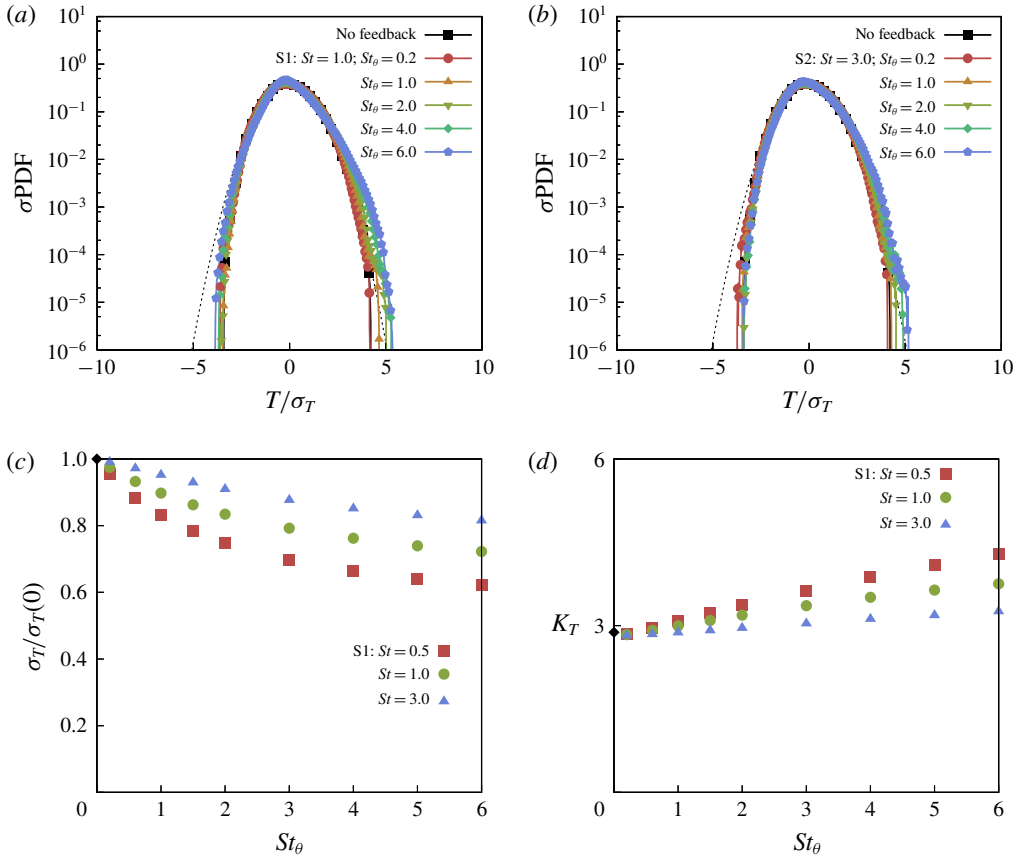 (a)
10^1
10^0
10^{-1}
10^{-2}
10^{-3}
10^{-4}
10^{-5}
10^{-6}
σPDF
No feedback
S1: St = 1.0; St_θ = 0.2
St_θ = 1.0
St_θ = 2.0
St_θ = 4.0
St_θ = 6.0
−10 −5 0 5 10
T/σ_T
(b)
10^1
10^0
10^{-1}
10^{-2}
10^{-3}
10^{-4}
10^{-5}
10^{-6}
σPDF
No feedback
S2: St = 3.0; St_θ = 0.2
St_θ = 1.0
St_θ = 2.0
St_θ = 4.0
St_θ = 6.0
−10 −5 0 5 10
T/σ_T
(c)
1.0
0.8
0.6
0.4
0.2
σ_T/σ_T(0)
S1: St = 0.5
St = 1.0
St = 3.0
0 1 2 3 4 5 6
St_θ
(d)
6
3
K_T
S1: St = 0.5
St = 1.0
St = 3.0
0 1 2 3 4 5 6
St_θ